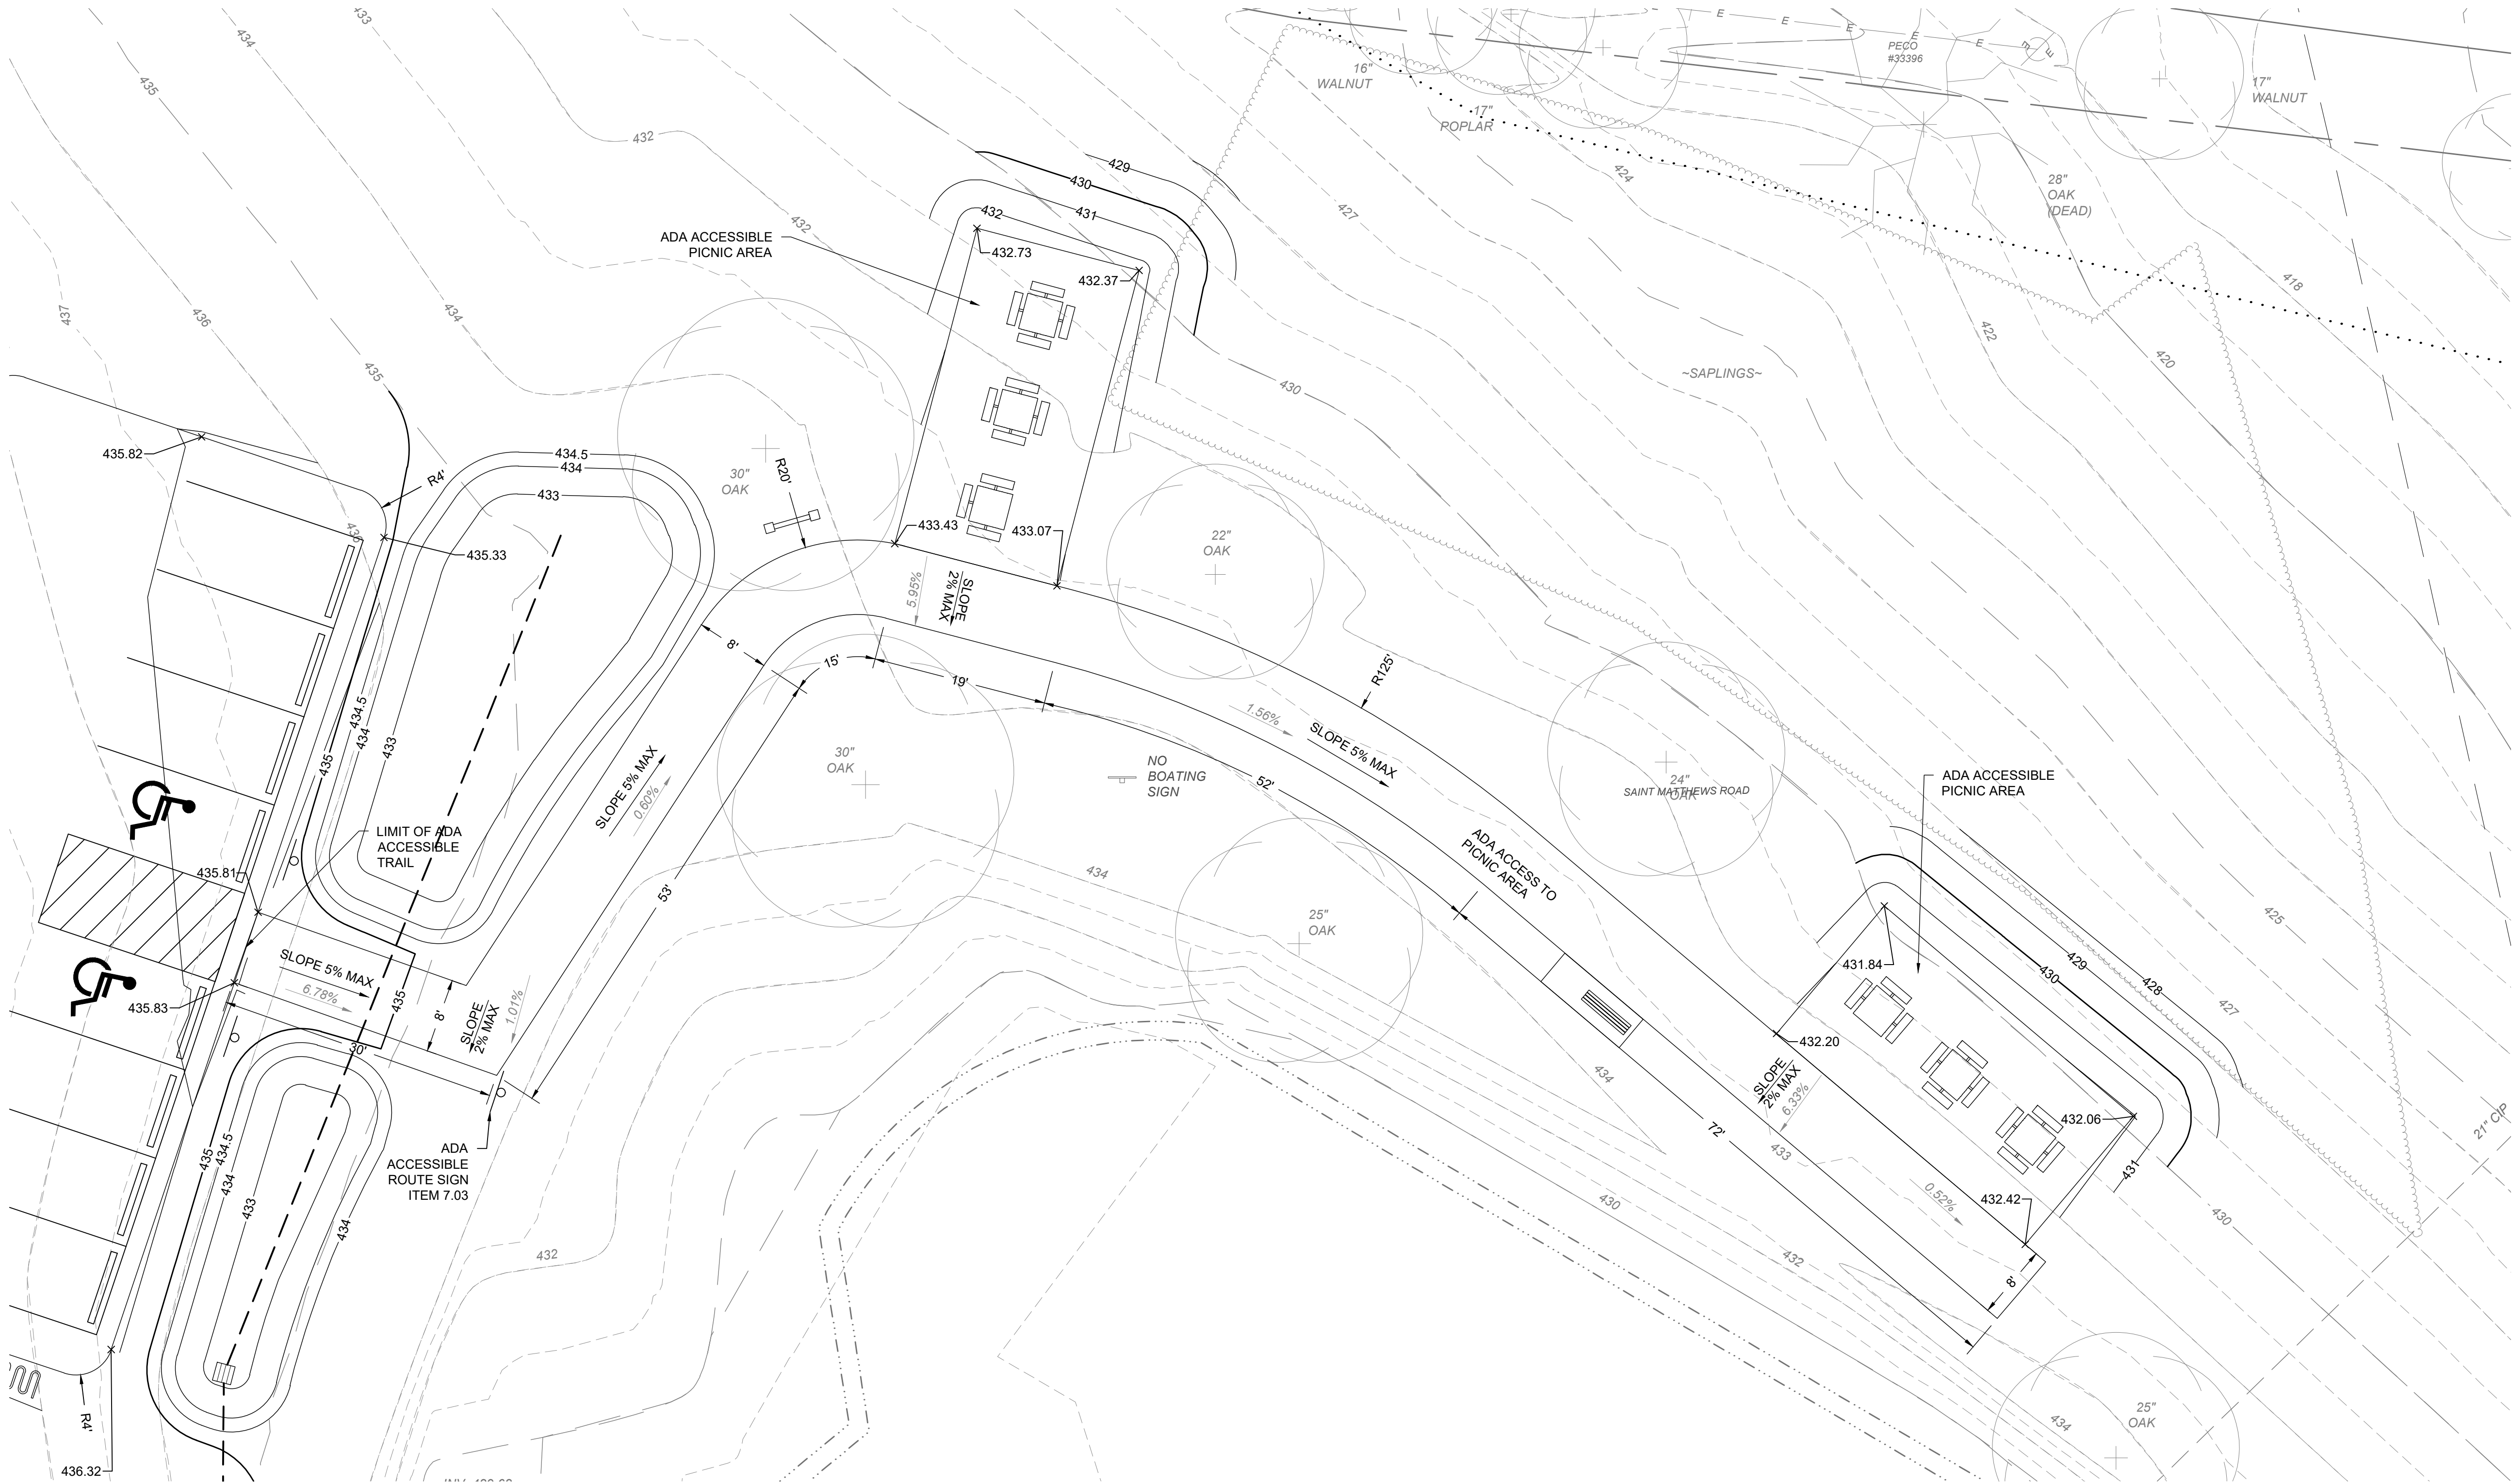 433
434
435
432
429
430
431
432
432
16"
WALNUT
17"
POPLAR
E
E
E
E
E
E
E
PECO
#33396
17"
WALNUT
28"
OAK
(DEAD)
424
427
418
422
420
ADA ACCESSIBLE
PICNIC AREA
432.73
432.37
437
436
434
435
430
~SAPLINGS~
435.82
R4'
434.5
434
433
30"
OAK
R20'
436
435.33
433.43
433.07
22"
OAK
5.95%
SLOPE
2% MAX
8'
15'
19'
R125'
1.56%
SLOPE 5% MAX
434.5
434
433
435
SLOPE 5% MAX
0.60%
30"
OAK
NO
BOATING
SIGN
52'
24"
OAK
SAINT MATTHEWS ROAD
ADA ACCESSIBLE
PICNIC AREA
LIMIT OF ADA
ACCESSIBLE
TRAIL
435.81
53'
434
25"
OAK
ADA ACCESS TO
PICNIC AREA
431.84
430
429
428
427
425
SLOPE 5% MAX
6.78%
435
8'
SLOPE
2% MAX
1.01%
435.83
30'
432.20
SLOPE
2% MAX
6.33%
434
432.06
21" CIP
72'
433
431
ADA
ACCESSIBLE
ROUTE SIGN
ITEM 7.03
435
434.5
434
433
434
432
430
0.52%
432.42
430
432
8'
R4'
436.32
25"
OAK
434